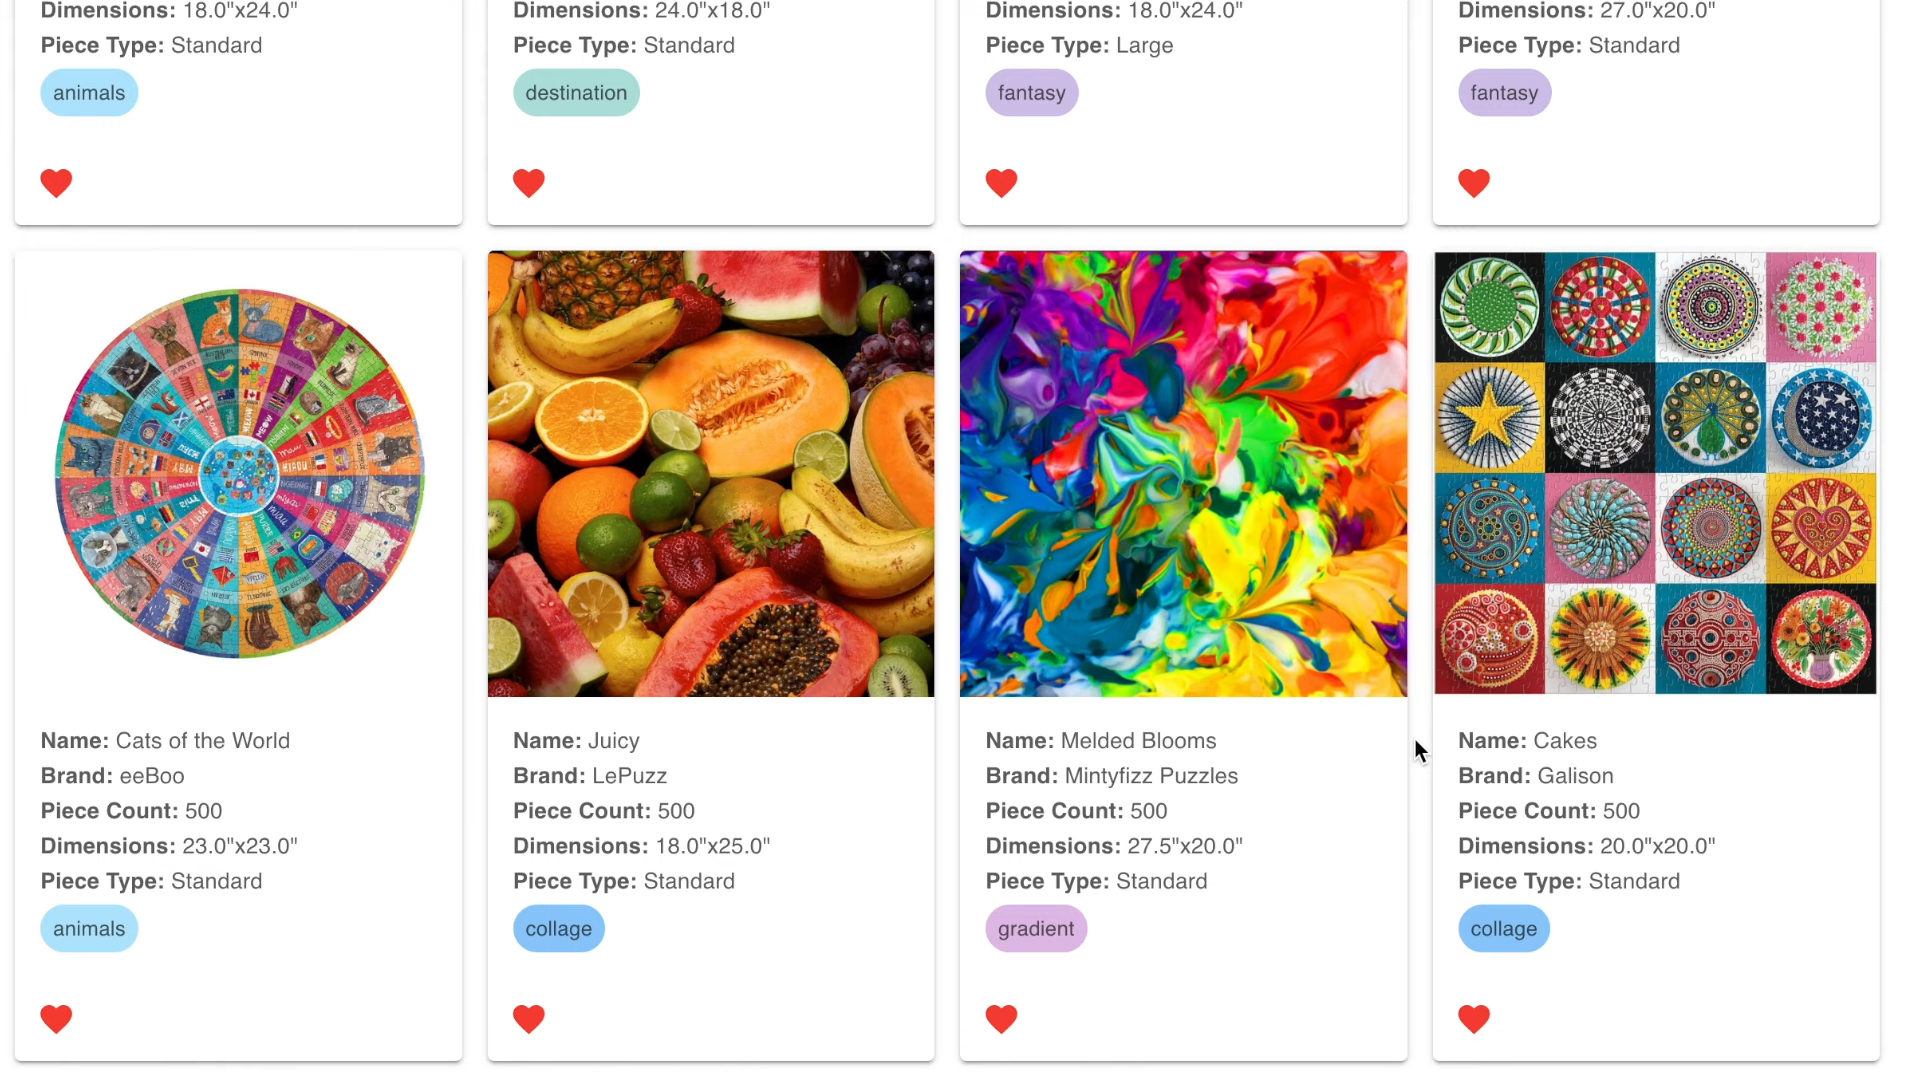 Dimensions: 18.0"x24.0"
Piece Type: Standard
animals
Dimensions: 24.0"x18.0"
Piece Type: Standard
destination
Dimensions: 18.0"x24.0"
Piece Type: Large
fantasy
Dimensions: 27.0"x20.0"
Piece Type: Standard
fantasy
Name: Cats of the World
Brand: eeBoo
Piece Count: 500
Dimensions: 23.0"x23.0"
Piece Type: Standard
animals
Name: Juicy
Brand: LePuzz
Piece Count: 500
Dimensions: 18.0"x25.0"
Piece Type: Standard
collage
Name: Melded Blooms
Brand: Mintyfizz Puzzles
Piece Count: 500
Dimensions: 27.5"x20.0"
Piece Type: Standard
gradient
Name: Cakes
Brand: Galison
Piece Count: 500
Dimensions: 20.0"x20.0"
Piece Type: Standard
collage